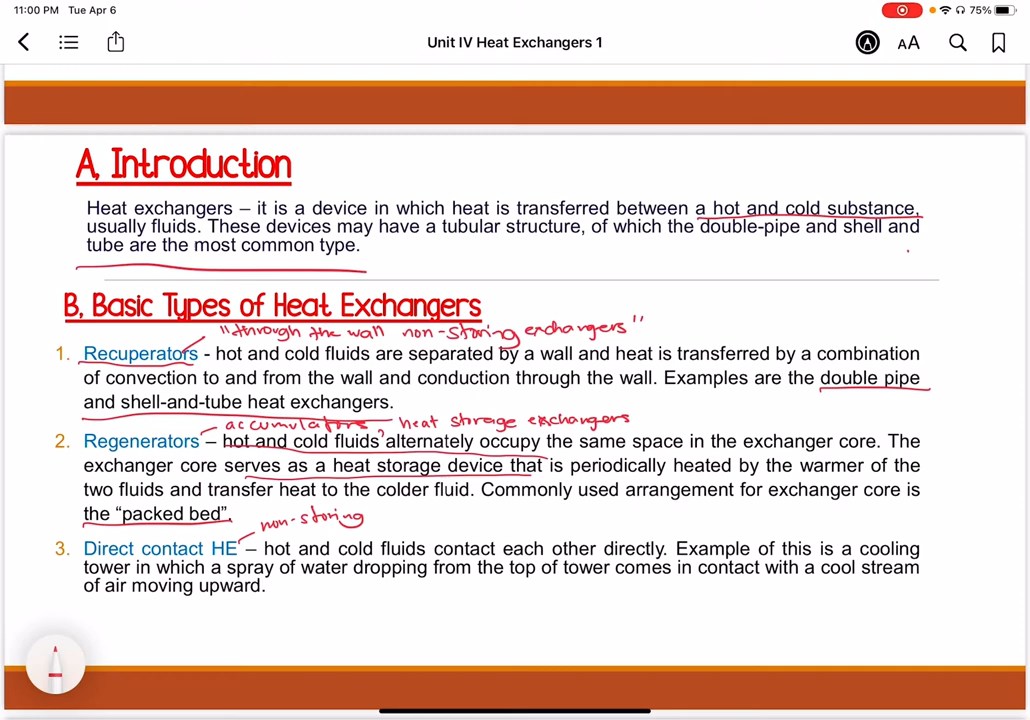 11:00 PM Tue Apr 6
75%
Unit IV Heat Exchangers 1
AA
A. Introduction
Heat exchangers – it is a device in which heat is transferred between a hot and cold substance,
usually fluids. These devices may have a tubular structure, of which the double-pipe and shell and
tube are the most common type.
B. Basic Types of Heat Exchangers
"through the wall non-storing exchangers"
1. Recuperators - hot and cold fluids are separated by a wall and heat is transferred by a combination
of convection to and from the wall and conduction through the wall. Examples are the double pipe
and shell-and-tube heat exchangers.
accumulators, heat storage exchangers
2. Regenerators – hot and cold fluids alternately occupy the same space in the exchanger core. The
exchanger core serves as a heat storage device that is periodically heated by the warmer of the
two fluids and transfer heat to the colder fluid. Commonly used arrangement for exchanger core is
the “packed bed”.
non-storing
3. Direct contact HE – hot and cold fluids contact each other directly. Example of this is a cooling
tower in which a spray of water dropping from the top of tower comes in contact with a cool stream
of air moving upward.